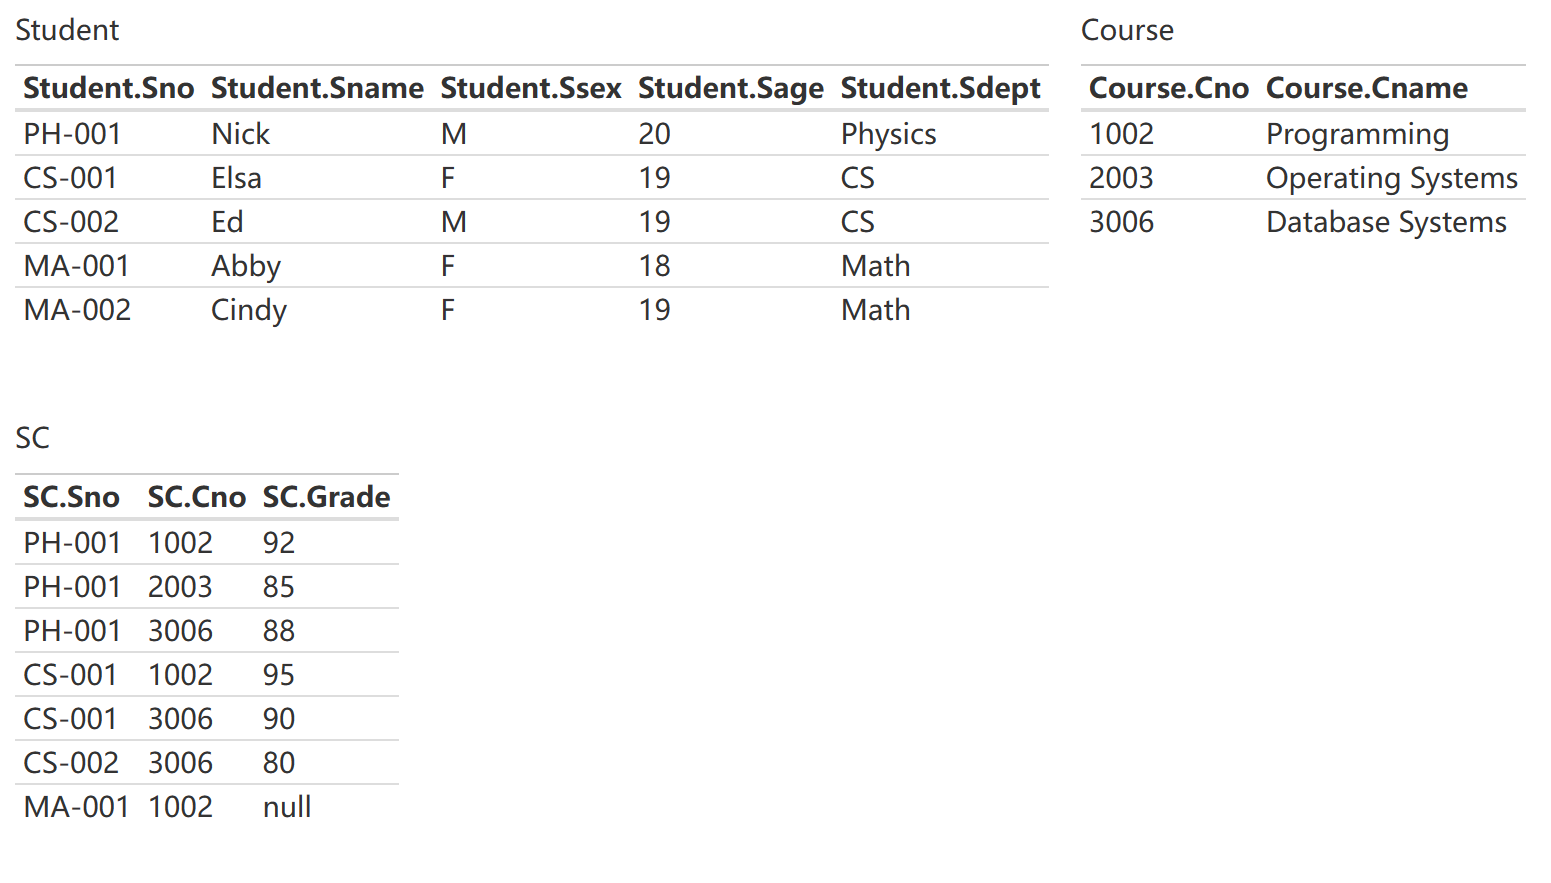 Student
Student.Sno Student.Sname Student.Ssex Student.Sage Student.Sdept
PH-001 Nick M 20 Physics
CS-001 Elsa F 19 CS
CS-002 Ed M 19 CS
MA-001 Abby F 18 Math
MA-002 Cindy F 19 Math
Course
Course.Cno Course.Cname
1002 Programming
2003 Operating Systems
3006 Database Systems
SC
SC.Sno SC.Cno SC.Grade
PH-001 1002 92
PH-001 2003 85
PH-001 3006 88
CS-001 1002 95
CS-001 3006 90
CS-002 3006 80
MA-001 1002 null